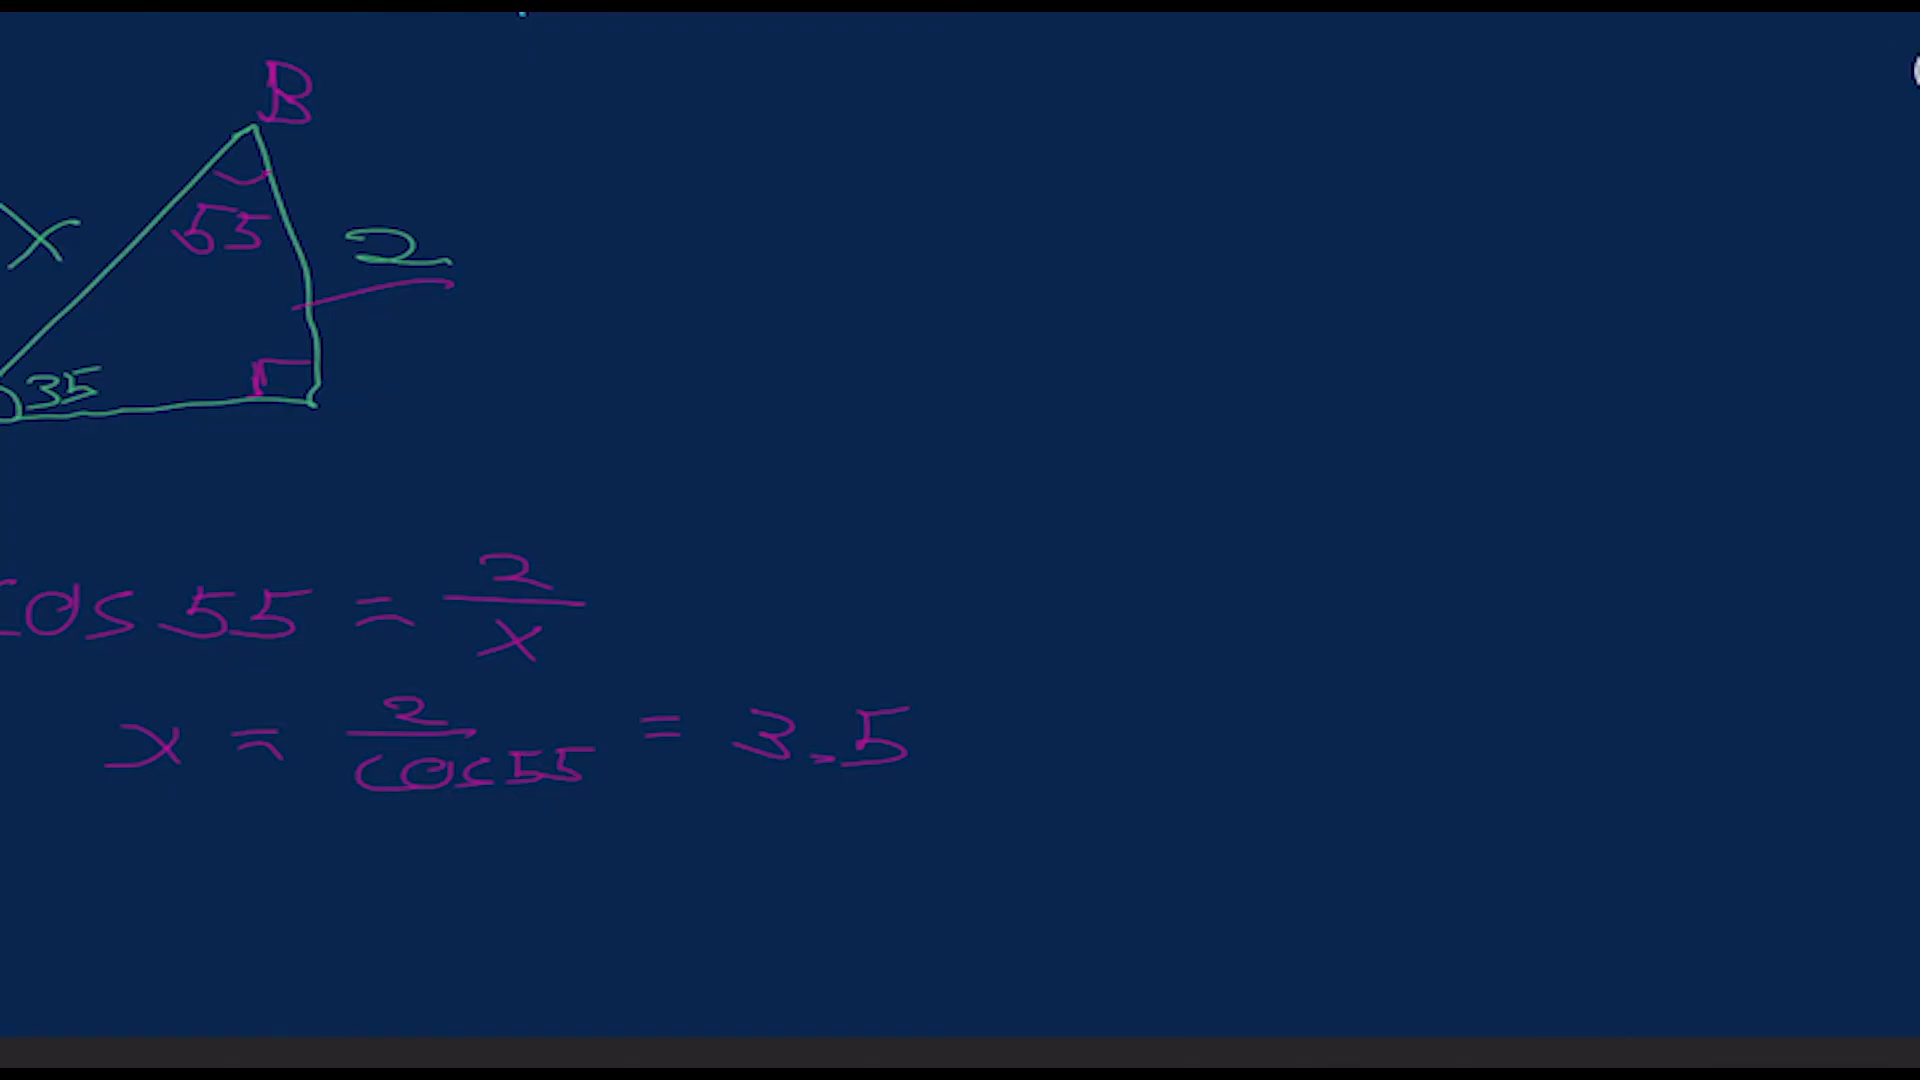 B
55
x
2
35
cos 55 = 2/x
x = 2/cos55 = 3.5